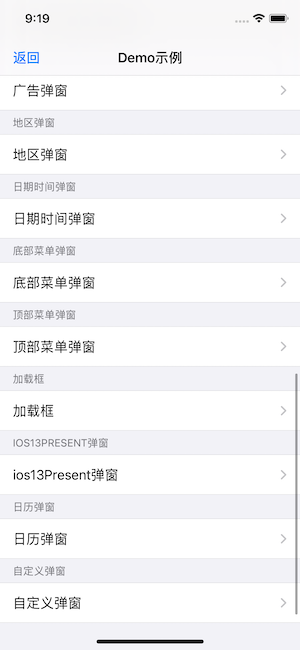 9:19
返回 Demo示例
广告弹窗
地区弹窗
地区弹窗
日期时间弹窗
日期时间弹窗
底部菜单弹窗
底部菜单弹窗
顶部菜单弹窗
顶部菜单弹窗
加载框
加载框
IOS13PRESENT弹窗
ios13Present弹窗
日历弹窗
日历弹窗
自定义弹窗
自定义弹窗